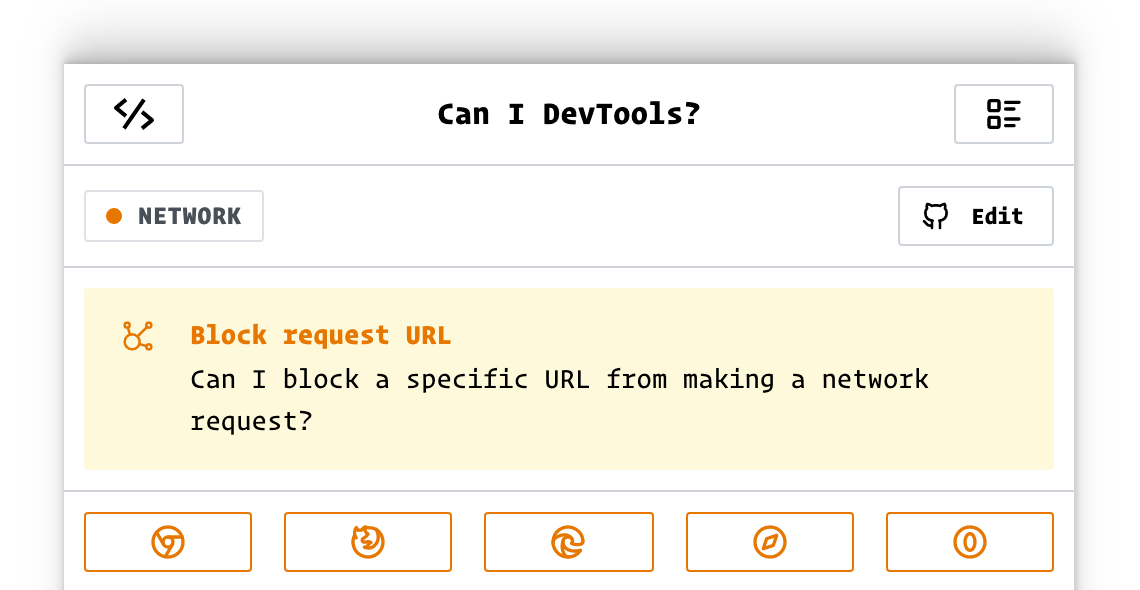 Can I DevTools?
NETWORK
Edit
Block request URL
Can I block a specific URL from making a network
request?